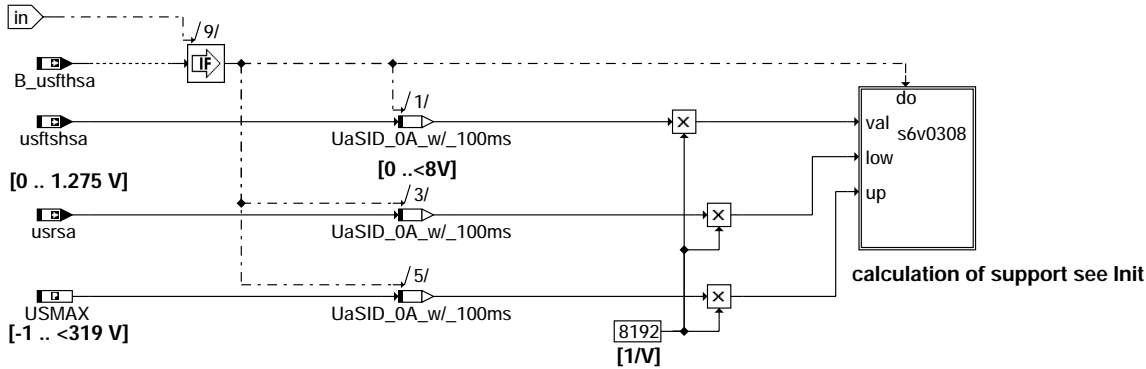 in
/9/
IF
B_usfthsa
do
/1/
usftshsa
UaSID_0A_w/_100ms
val
s6v0308
[0 .. 1.275 V]
[0 ..<8V]
low
/3/
up
usrsa
UaSID_0A_w/_100ms
calculation of support see Init
/5/
USMAX
UaSID_0A_w/_100ms
[-1 .. <319 V]
8192
[1/V]